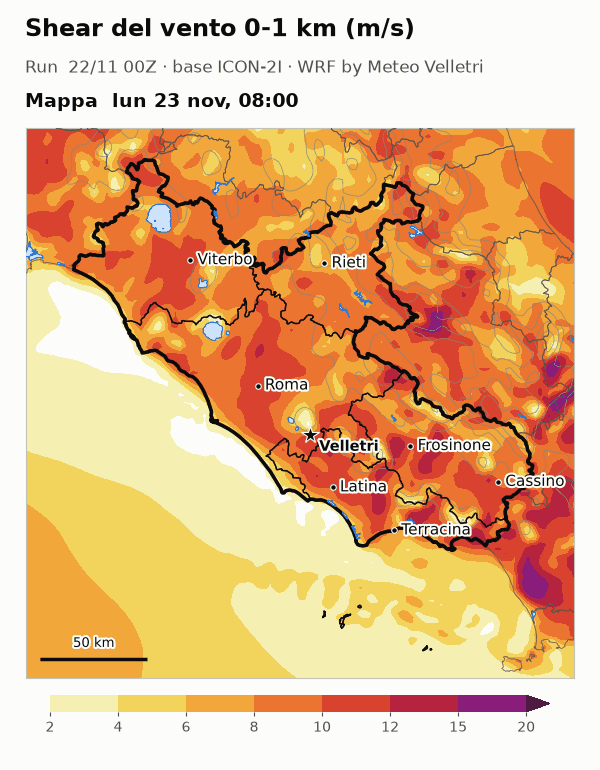 Shear del vento 0-1 km (m/s)
Run  22/11 00Z · base ICON-2I · WRF by Meteo Velletri
Mappa  lun 23 nov, 08:00
Viterbo
Rieti
Roma
Velletri
Frosinone
Cassino
Latina
Terracina
50 km
2 4 6 8 10 12 15 20